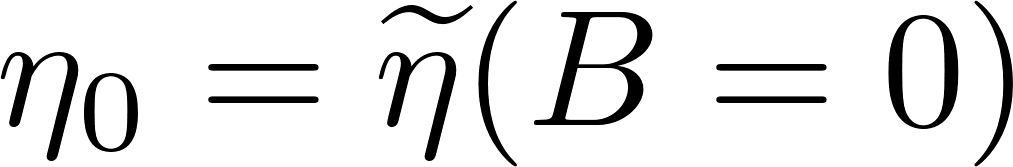 η₀ = η̃(B = 0)